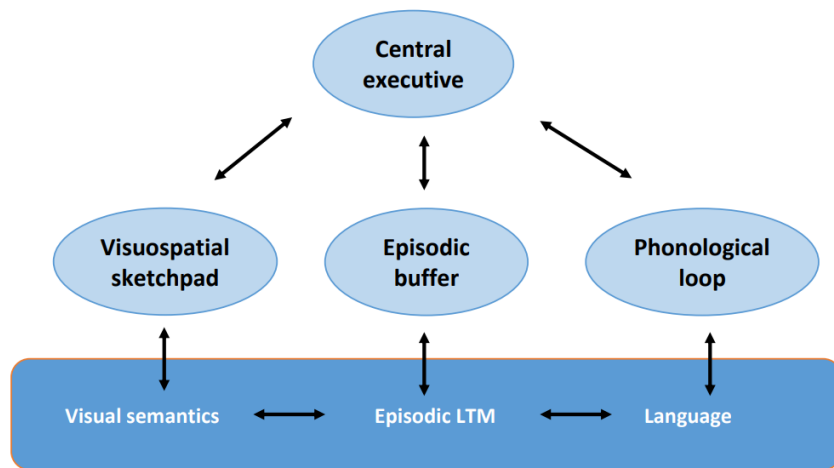 Central
executive
Visuospatial
sketchpad
Episodic
buffer
Phonological
loop
Visual semantics
Episodic LTM
Language